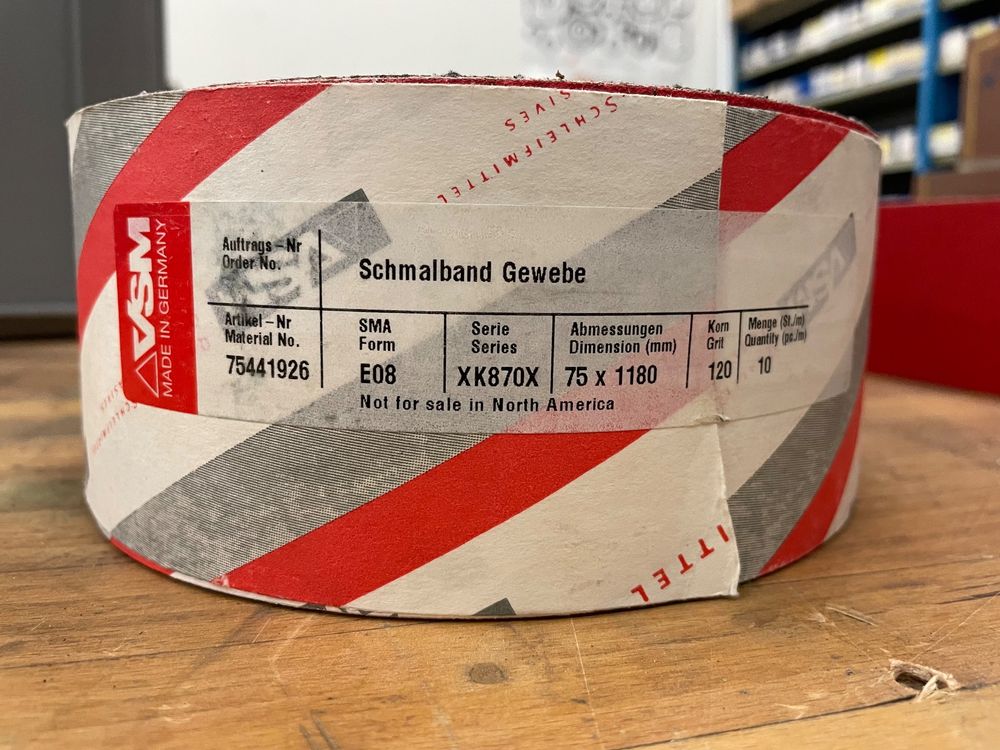 SCHLEIFMITTEL
SIVES
VSM
MADE IN GERMANY
Auftrags-Nr
Order No.
Schmalband Gewebe
Artikel-Nr
Material No.
75441926
SMA
Form
E08
Serie
Series
XK870X
Abmessungen
Dimension (mm)
75 x 1180
Korn
Grit
120
Menge (St./m)
Quantity (pc./m)
10
Not for sale in North America
VSM
ITTEL